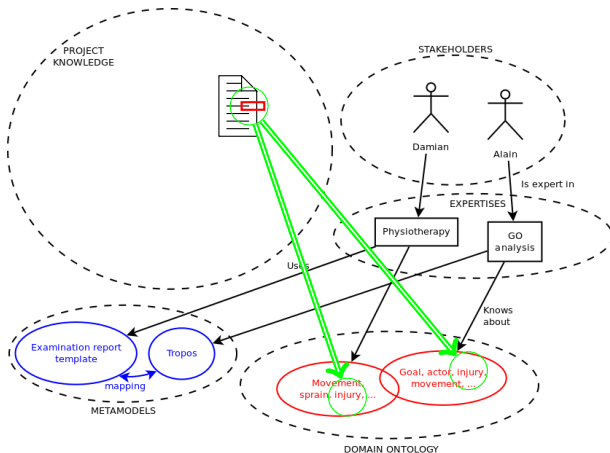 PROJECT
KNOWLEDGE
STAKEHOLDERS
Damian
Alain
Is expert in
EXPERTISES
Physiotherapy
GO
analysis
Uses
Knows
about
Examination report
template
Tropos
mapping
METAMODELS
Movement,
sprain, injury, ...
Goal, actor, injury,
movement, ...
DOMAIN ONTOLOGY